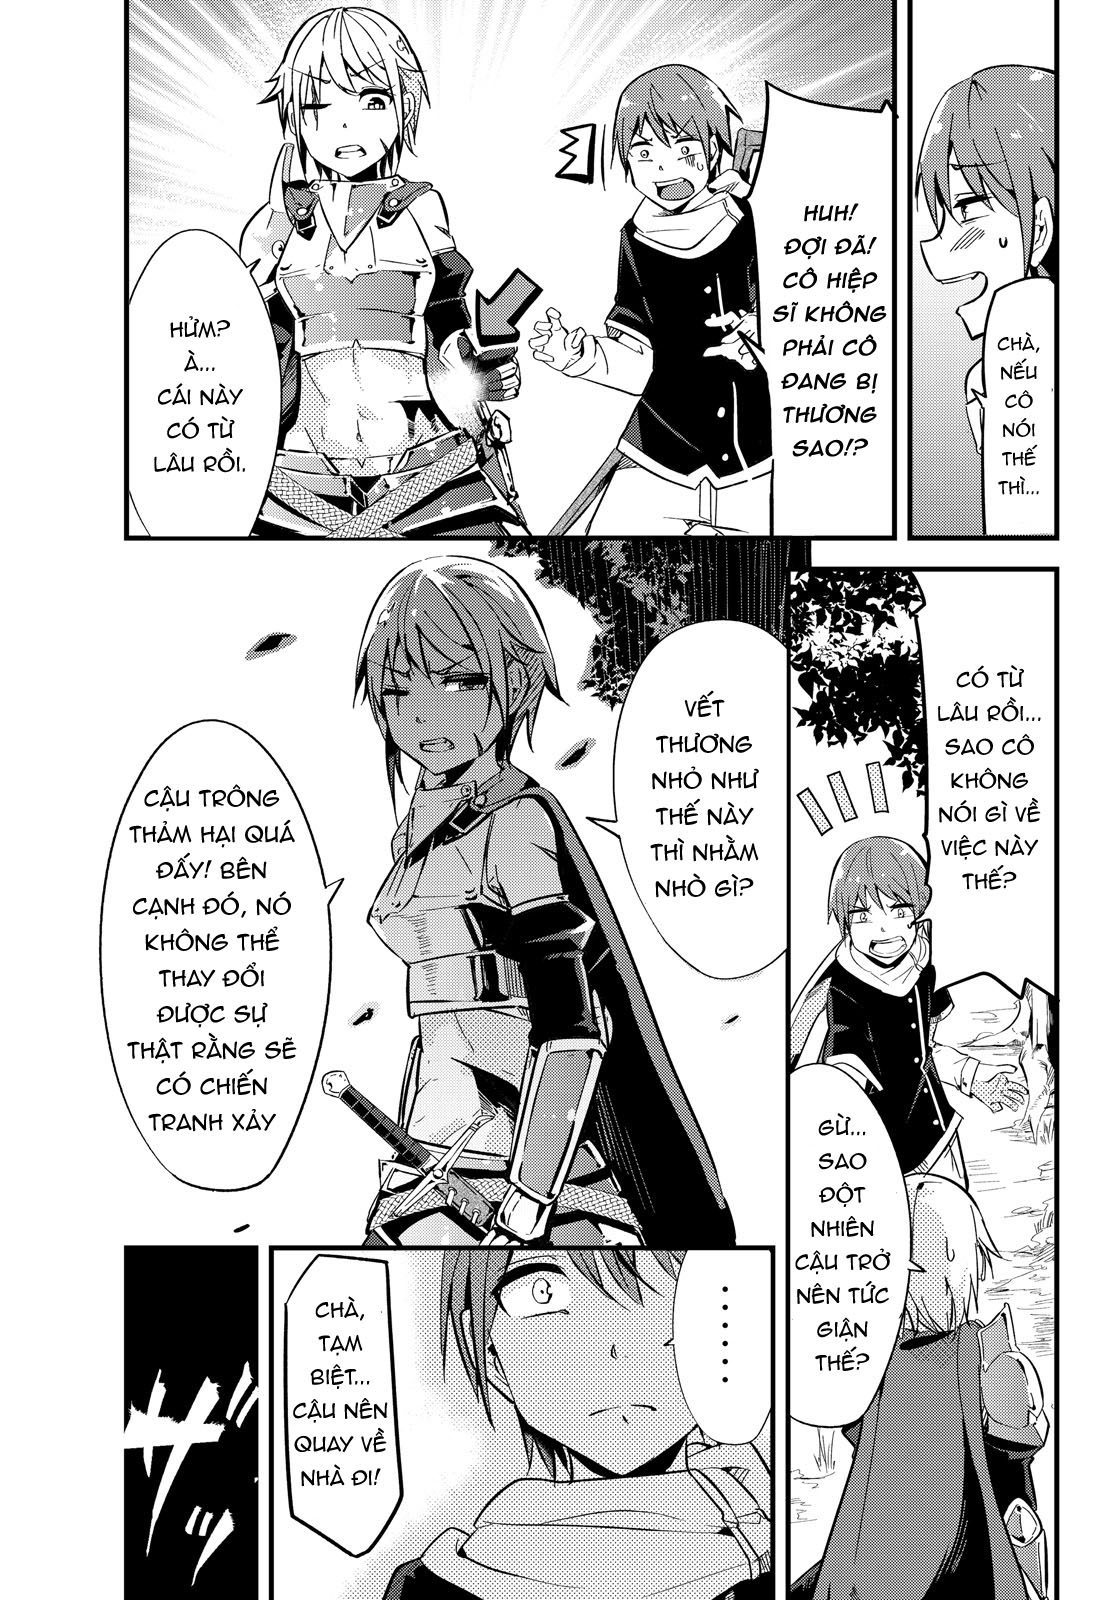 CHÀ,
NẾU
CÔ
NÓI
THẾ
THÌ...
HUH!
ĐỢI ĐÃ!
CÔ HIỆP
SĨ KHÔNG
PHẢI CÔ
ĐANG BỊ
THƯƠNG
SAO!?
HỬM?
À...
CÁI NÀY
CÓ TỪ
LÂU RỒI.
CÓ TỪ
LÂU RỒI...
SAO CÔ
KHÔNG
NÓI GÌ VỀ
VIỆC NÀY
THẾ?
GỪ...
SAO
ĐỘT
NHIÊN
CẬU TRỞ
NÊN TỨC
GIẬN
THẾ?
VẾT
THƯƠNG
NHỎ NHƯ
THẾ NÀY
THÌ NHẰM
NHÒ GÌ?
CẬU TRÔNG
THẢM HẠI QUÁ
ĐẤY! BÊN
CẠNH ĐÓ, NÓ
KHÔNG THỂ
THAY ĐỔI
ĐƯỢC SỰ
THẬT RẰNG SẼ
CÓ CHIẾN
TRANH XẢY
......
CHÀ,
TẠM
BIỆT...
CẬU NÊN
QUAY VỀ
NHÀ ĐI!
ザッ